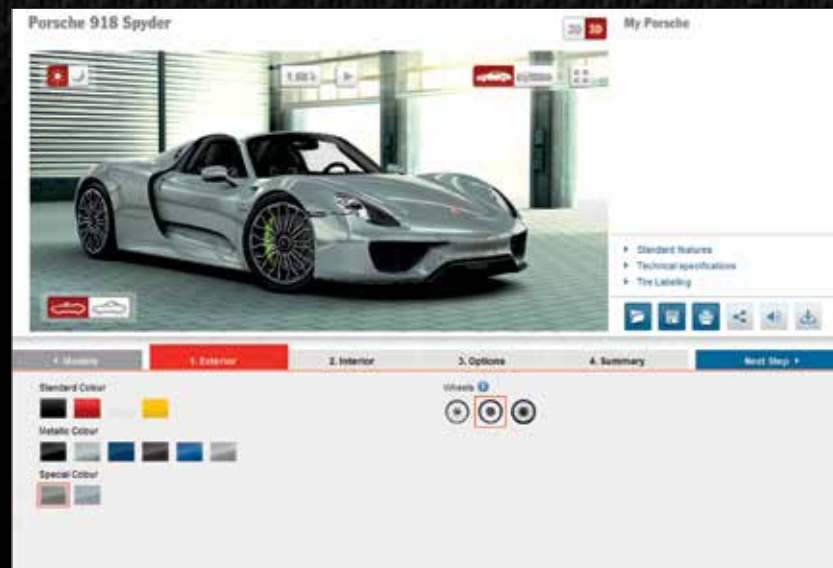 Porsche 918 Spyder
2D 3D
My Porsche
Standard features
Technical specifications
Tire Labeling
Models
1. Exterior
2. Interior
3. Options
4. Summary
Next Step
Standard Colour
Wheels
Metallic Colour
Special Colour